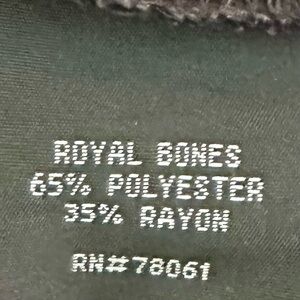 ROYAL BONES
65% POLYESTER
35% RAYON
RN#78061